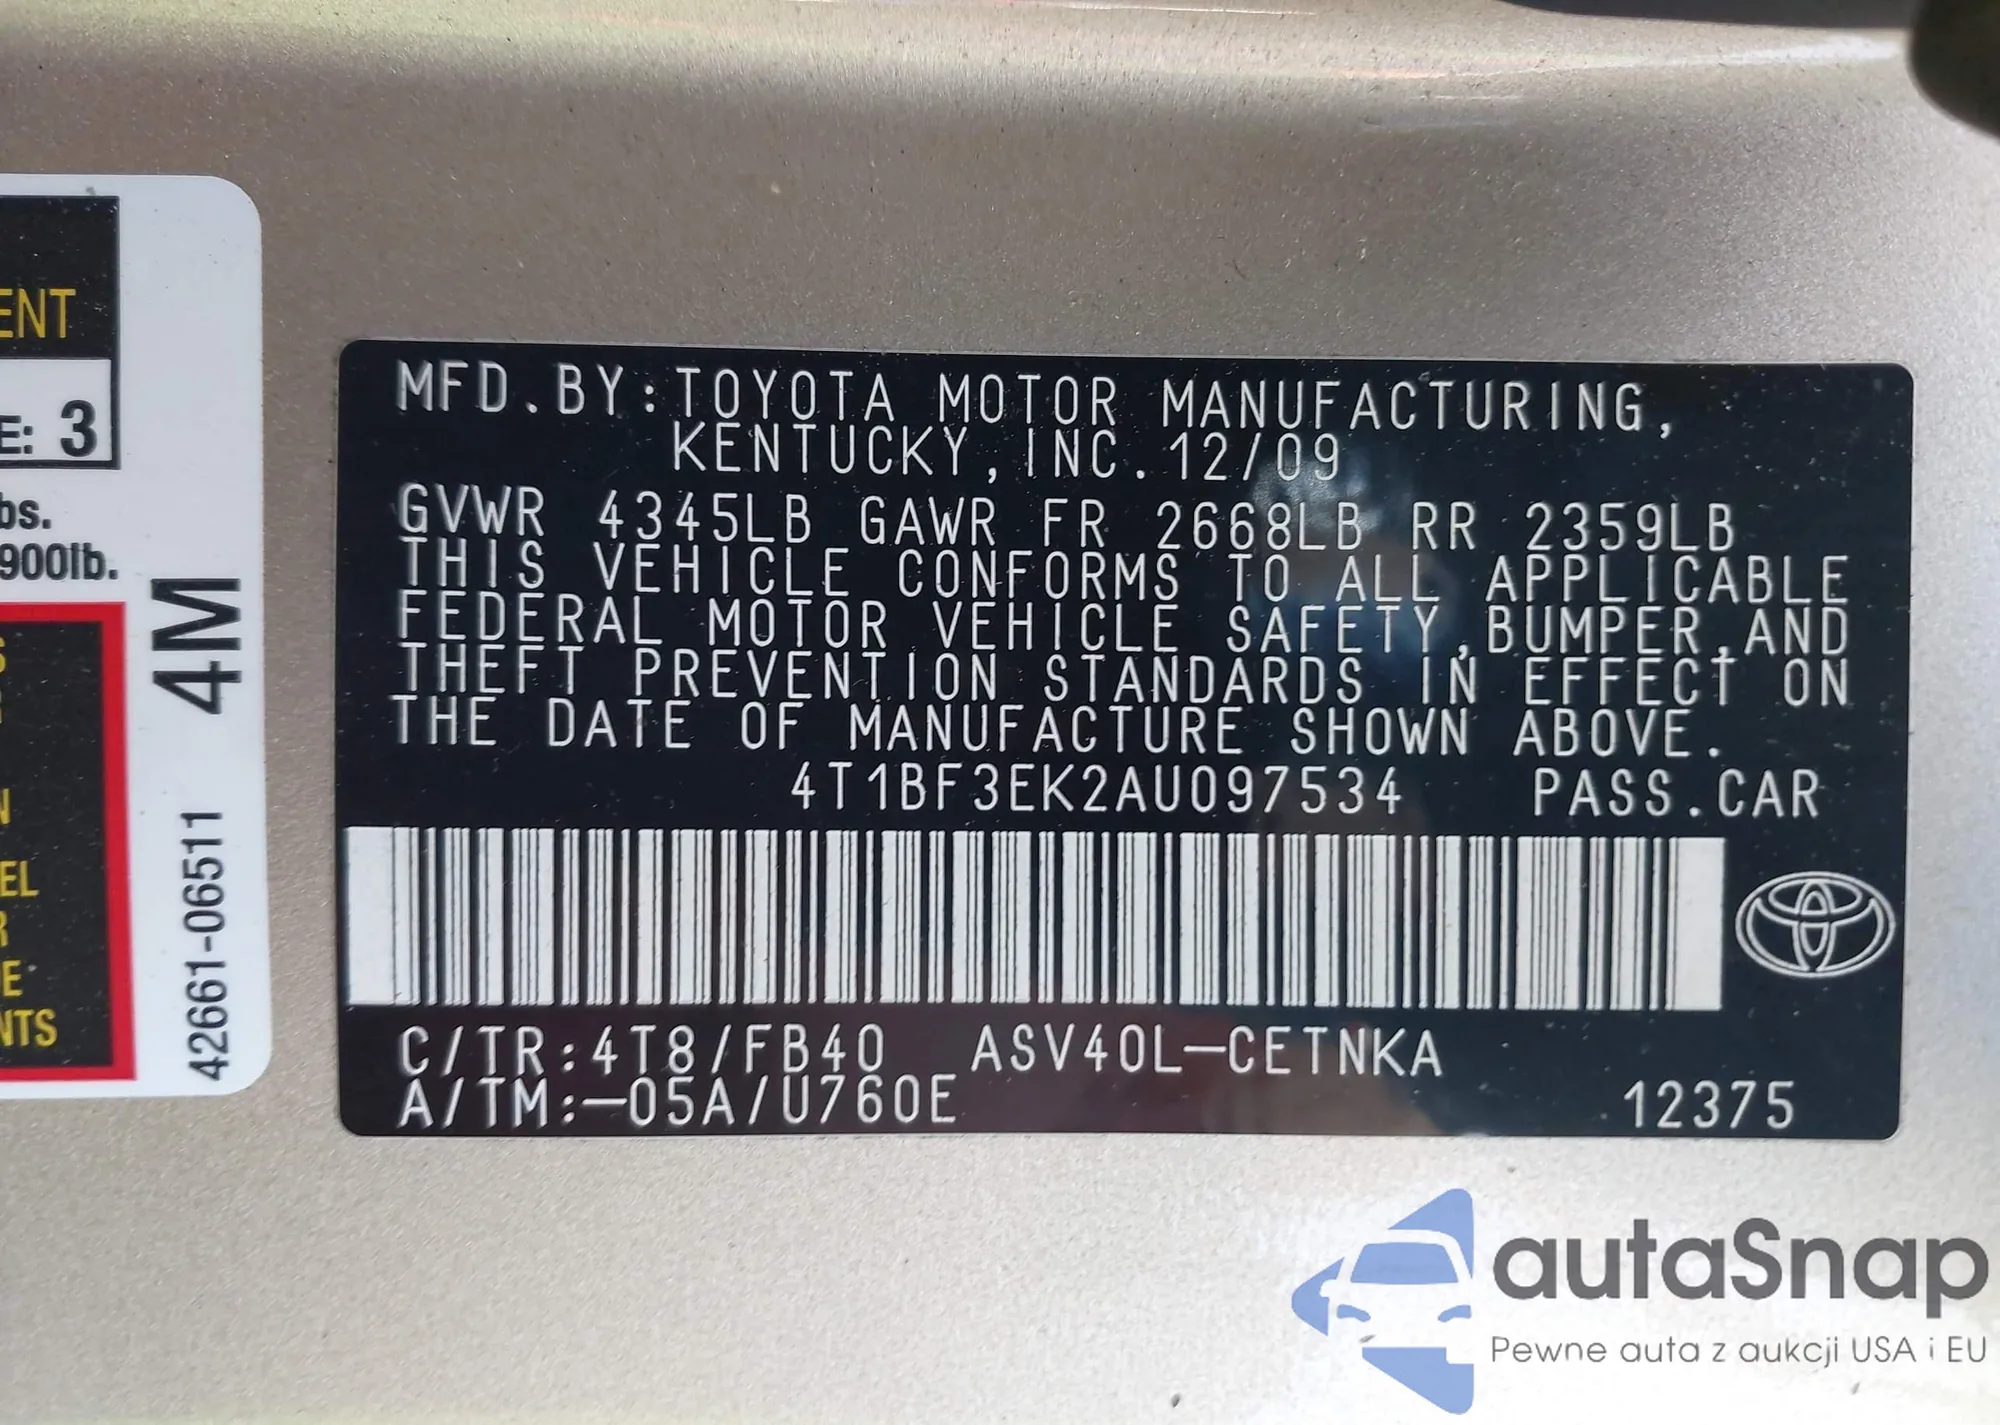 ENT
E: 3
bs.
900lb.
EL
NTS
4M
42661-06511
MFD.BY:TOYOTA MOTOR MANUFACTURING,
KENTUCKY,INC.12/09
GVWR 4345LB GAWR FR 2668LB RR 2359LB
THIS VEHICLE CONFORMS TO ALL APPLICABLE
FEDERAL MOTOR VEHICLE SAFETY,BUMPER,AND
THEFT PREVENTION STANDARDS IN EFFECT ON
THE DATE OF MANUFACTURE SHOWN ABOVE.
4T1BF3EK2AU097534 PASS.CAR
C/TR:4T8/FB40 ASV40L-CETNKA
A/TM:-05A/U760E 12375
autaSnap
Pewne auta z aukcji USA i EU